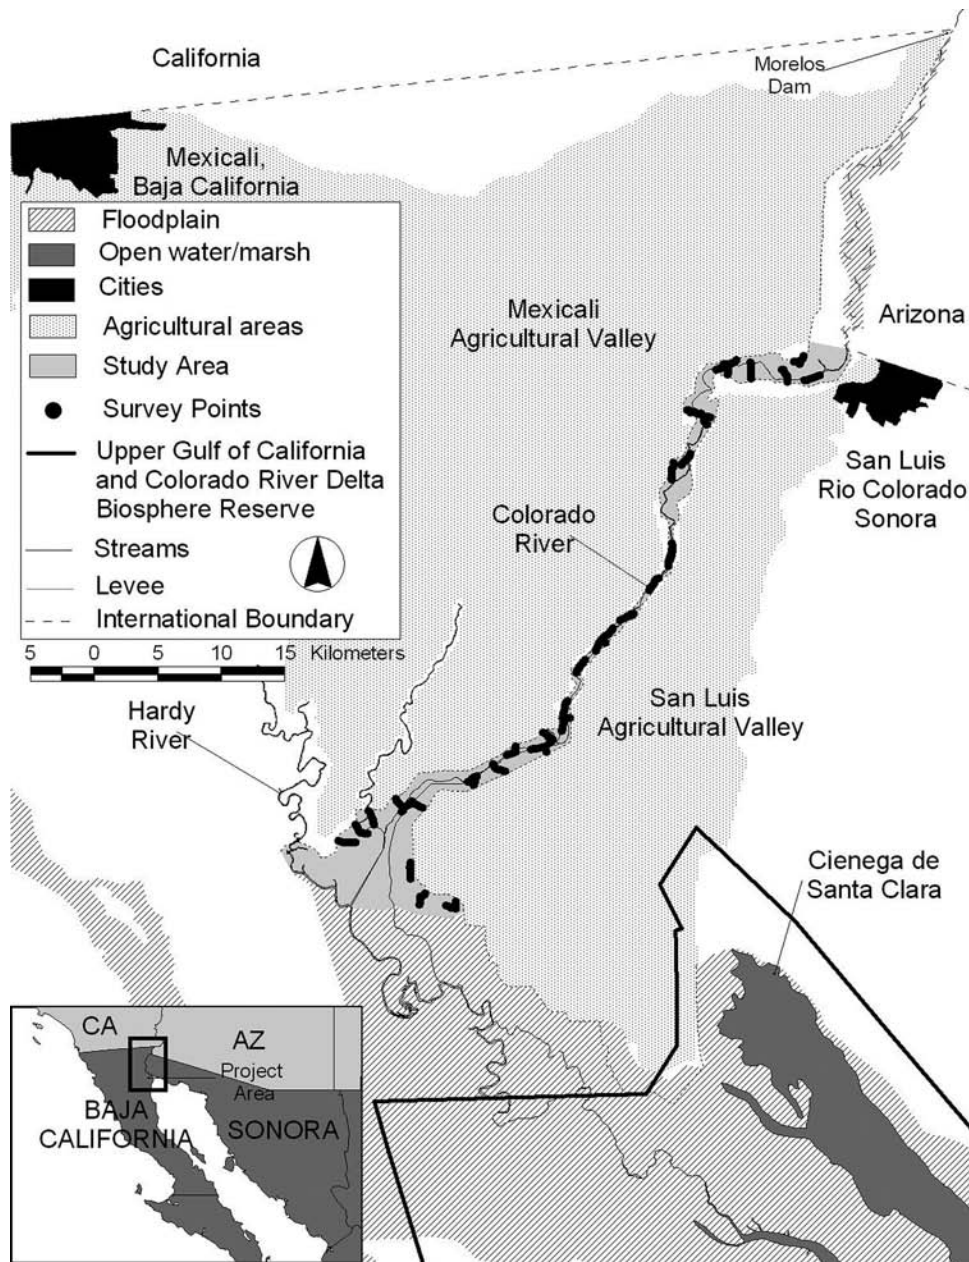 California
Morelos
Dam
Mexicali,
Baja California
Floodplain
Open water/marsh
Cities
Agricultural areas
Study Area
Survey Points
Upper Gulf of California
and Colorado River Delta
Biosphere Reserve
Streams
Levee
International Boundary
5 0 5 10 15 Kilometers
Mexicali
Agricultural Valley
Arizona
San Luis
Rio Colorado
Sonora
Colorado
River
San Luis
Agricultural Valley
Hardy
River
Cienega de
Santa Clara
CA
AZ
Project
Area
BAJA
CALIFORNIA
SONORA